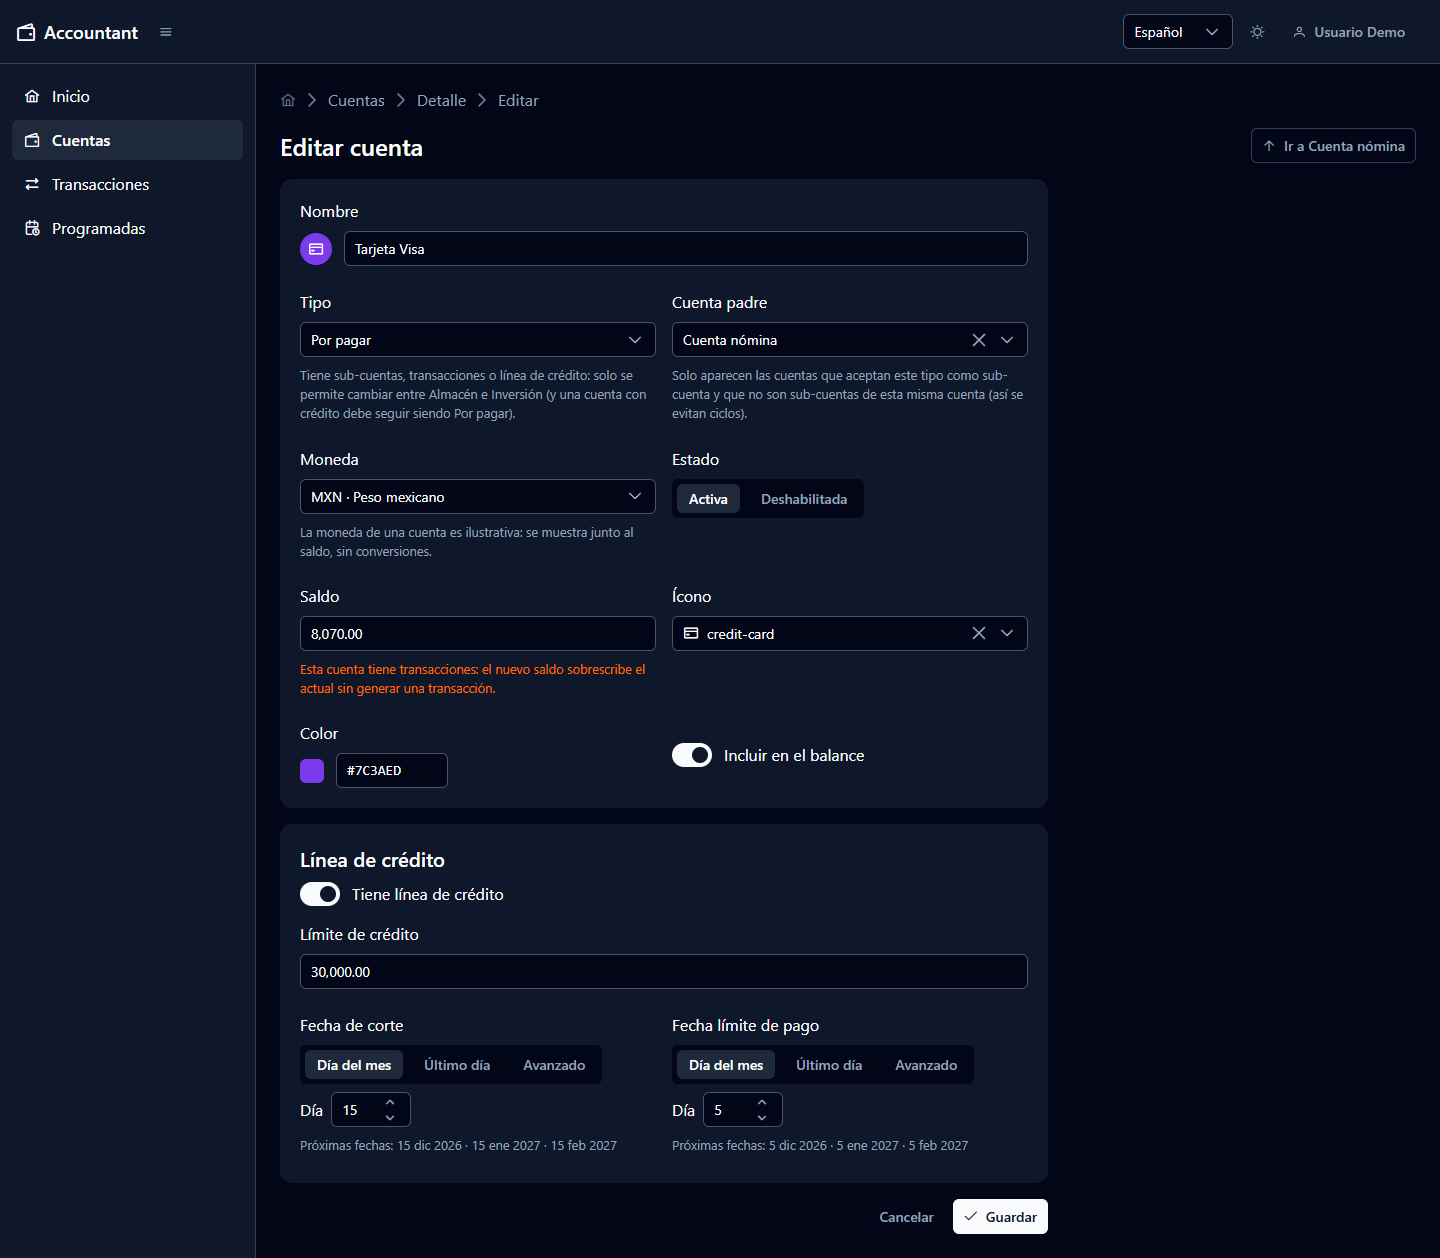 Accountant
Español
Usuario Demo
Inicio
Cuentas
Transacciones
Programadas
Cuentas
Detalle
Editar
Editar cuenta
Ir a Cuenta nómina
Nombre
Tarjeta Visa
Tipo
Por pagar
Tiene sub-cuentas, transacciones o línea de crédito: solo se
permite cambiar entre Almacén e Inversión (y una cuenta con
crédito debe seguir siendo Por pagar).
Cuenta padre
Cuenta nómina
Solo aparecen las cuentas que aceptan este tipo como sub-
cuenta y que no son sub-cuentas de esta misma cuenta (así se
evitan ciclos).
Moneda
MXN · Peso mexicano
La moneda de una cuenta es ilustrativa: se muestra junto al
saldo, sin conversiones.
Estado
Activa
Deshabilitada
Saldo
8,070.00
Esta cuenta tiene transacciones: el nuevo saldo sobrescribe el
actual sin generar una transacción.
Ícono
credit-card
Color
#7C3AED
Incluir en el balance
Línea de crédito
Tiene línea de crédito
Límite de crédito
30,000.00
Fecha de corte
Día del mes
Último día
Avanzado
Día
15
Próximas fechas: 15 dic 2026 · 15 ene 2027 · 15 feb 2027
Fecha límite de pago
Día del mes
Último día
Avanzado
Día
5
Próximas fechas: 5 dic 2026 · 5 ene 2027 · 5 feb 2027
Cancelar
Guardar